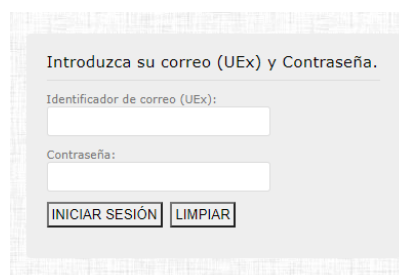 Introduzca su correo (UEx) y Contraseña.
Identificador de correo (UEx):
Contraseña:
INICIAR SESIÓN LIMPIAR